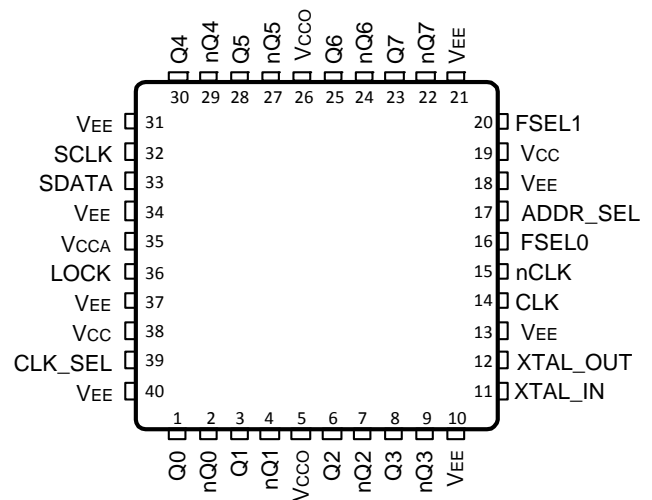 Q4 nQ4 Q5 nQ5 VCCO Q6 nQ6 Q7 nQ7 VEE
30 29 28 27 26 25 24 23 22 21
VEE 31 20 FSEL1
SCLK 32 19 VCC
SDATA 33 18 VEE
VEE 34 17 ADDR_SEL
VCCA 35 16 FSEL0
LOCK 36 15 nCLK
VEE 37 14 CLK
VCC 38 13 VEE
CLK_SEL 39 12 XTAL_OUT
VEE 40 11 XTAL_IN
1 2 3 4 5 6 7 8 9 10
Q0 nQ0 Q1 nQ1 VCCO Q2 nQ2 Q3 nQ3 VEE